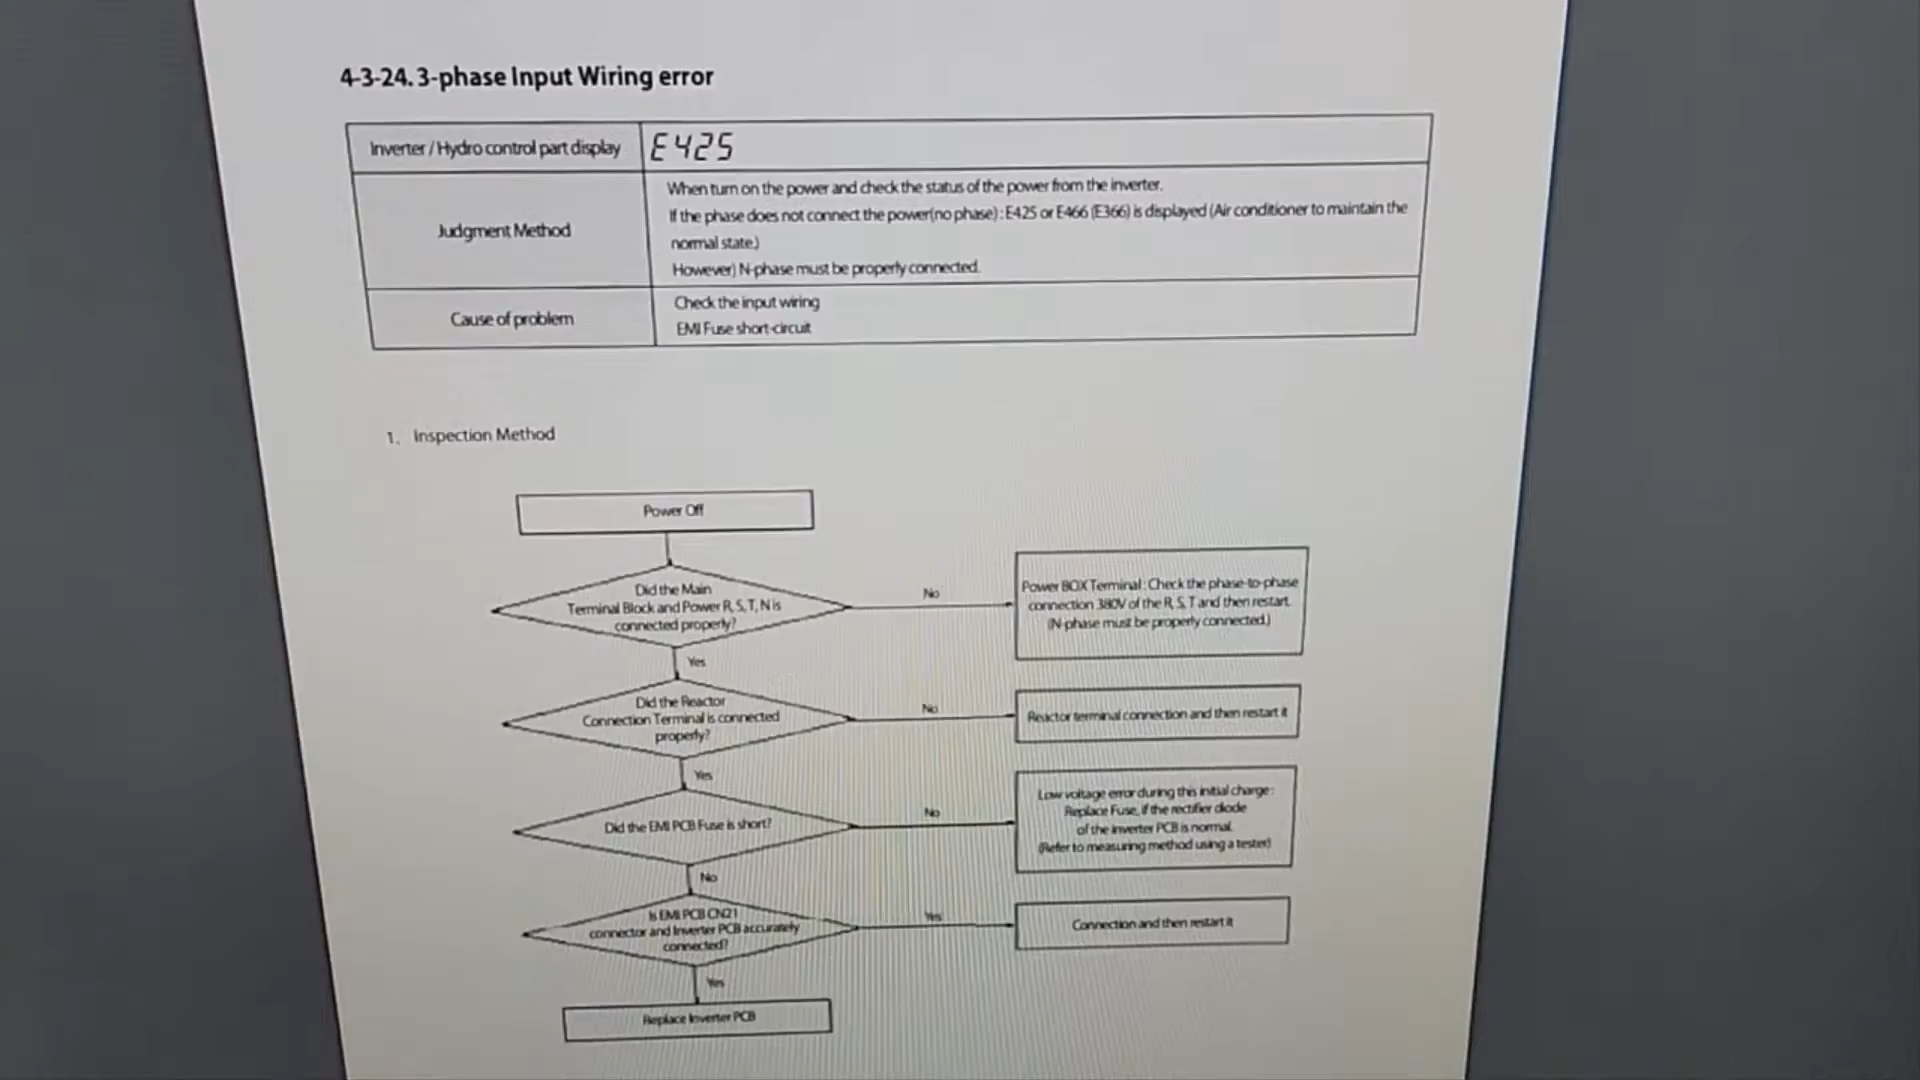 4-3-24. 3-phase Input Wiring error
Inverter / Hydro control part display
E425
Judgment Method
When turn on the power and check the status of the power from the inverter.
If the phase does not connect the power(no phase) : E425 or E466 (E366) is displayed (Air conditioner to maintain the
normal state.)
However) N-phase must be properly connected.
Cause of problem
Check the input wiring
EMI Fuse short-circuit
1. Inspection Method
Power Off
Did the Main
Terminal Block and Power R, S, T, N is
connected properly?
No
Power BOX Terminal : Check the phase-to-phase
connection 380V of the R, S, T and then restart.
(N-phase must be properly connected.)
Yes
Did the Reactor
Connection Terminal is connected
properly?
No
Reactor terminal connection and then restart it
Yes
Did the EMI PCB Fuse is short?
No
Low voltage error during this initial charge :
Replace Fuse, if the rectifier diode
of the inverter PCB is normal.
(Refer to measuring method using a tester)
No
Is EMI PCB CN21
connector and Inverter PCB accurately
connected?
Yes
Connection and then restart it
Yes
Replace Inverter PCB